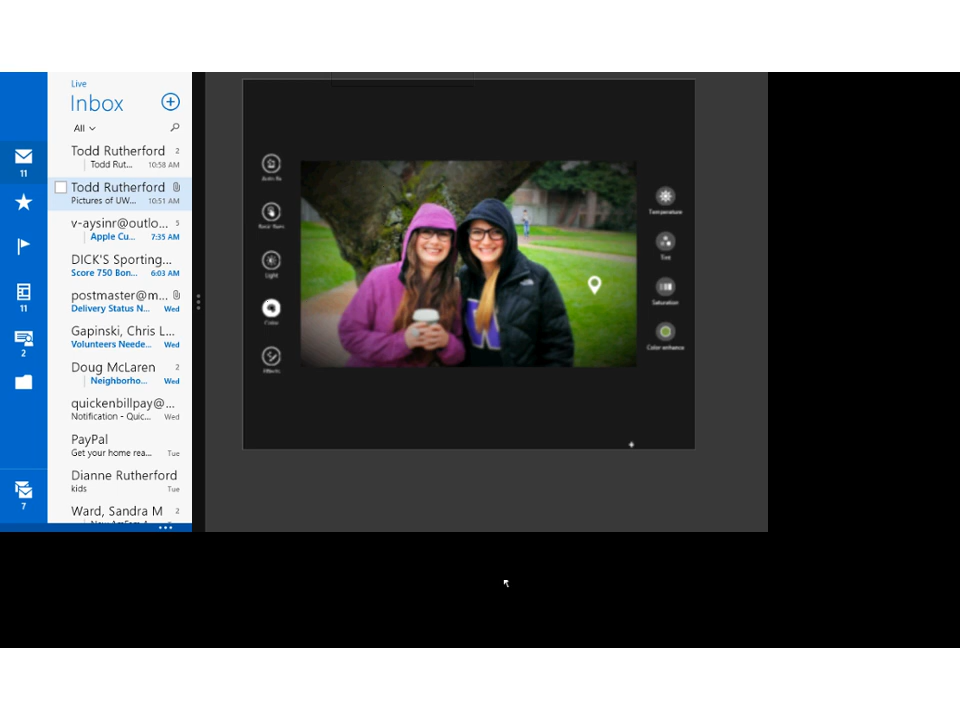 Live
Inbox
All
Todd Rutherford 2
Todd Rut... 10:58 AM
11
Todd Rutherford
Pictures of UW... 10:51 AM
v-aysinr@outlo... 5
Apple Cu... 7:35 AM
DICK'S Sporting...
Score 750 Bon... 6:03 AM
postmaster@m...
Delivery Status N... Wed
11
Gapinski, Chris L...
Volunteers Neede... Wed
2
Doug McLaren 2
Neighborho... Wed
quickenbillpay@...
Notification - Quic... Wed
PayPal
Get your home rea... Tue
Dianne Rutherford
kids Tue
7
Ward, Sandra M 2
Auto fix
Light
Color
Effects
Temperature
Tint
Saturation
Color enhance